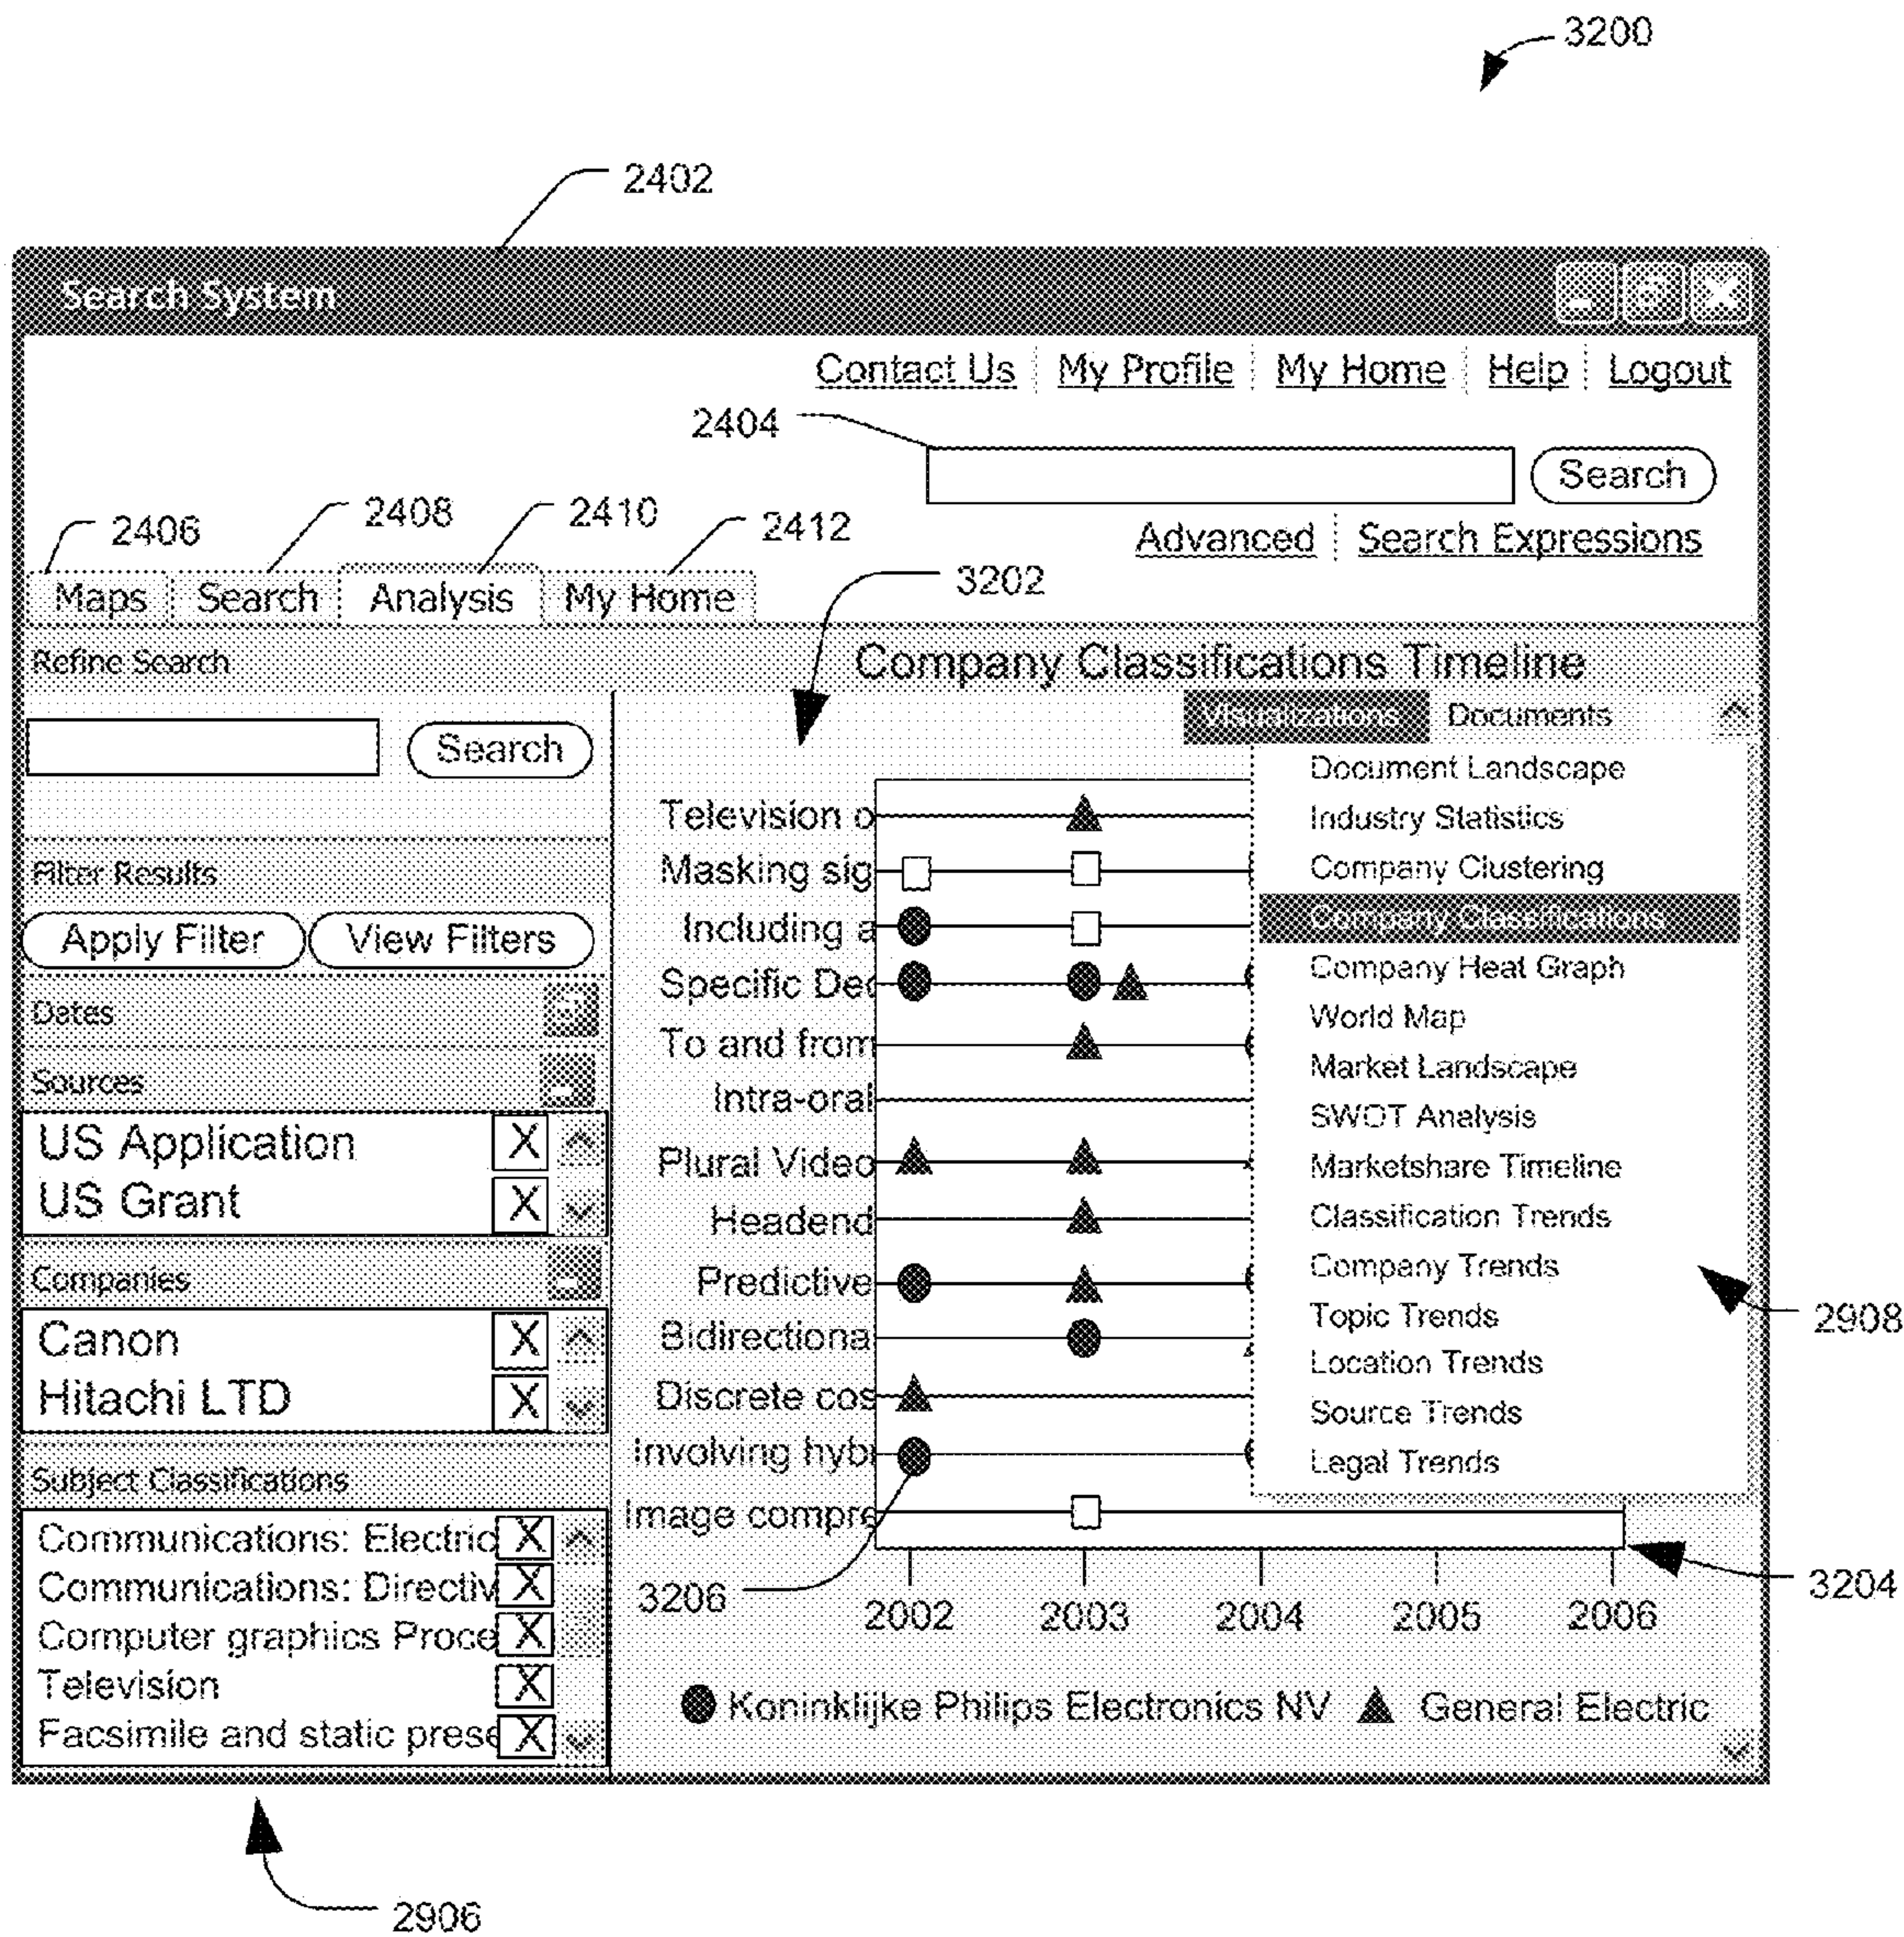 3200
2402
Search System
Contact Us My Profile My Home Help Logout
2404
Search
2406 2408 2410 2412
Advanced Search Expressions
Maps Search Analysis My Home
3202
Refine Search
Company Classifications Timeline
Search
Visualizations Documents
Document Landscape
Industry Statistics
Company Clustering
Company Classifications
Company Heat Graph
World Map
Market Landscape
SWOT Analysis
Marketshare Timeline
Classification Trends
Company Trends
Topic Trends
Location Trends
Source Trends
Legal Trends
2908
Filter Results
Apply Filter View Filters
Dates
Sources
US Application X
US Grant X
Companies
Canon X
Hitachi LTD X
Subject Classifications
Communications: Electric X
Communications: Directiv X
Computer graphics Proce X
Television X
Facsimile and static prese X
Television o
Masking sig
Including a
Specific Dec
To and from
Intra-oral
Plural Video
Headend
Predictive
Bidirectiona
Discrete cos
Involving hybr
Image compre
3206
3204
2002 2003 2004 2005 2006
Koninklijke Philips Electronics NV General Electric
2906